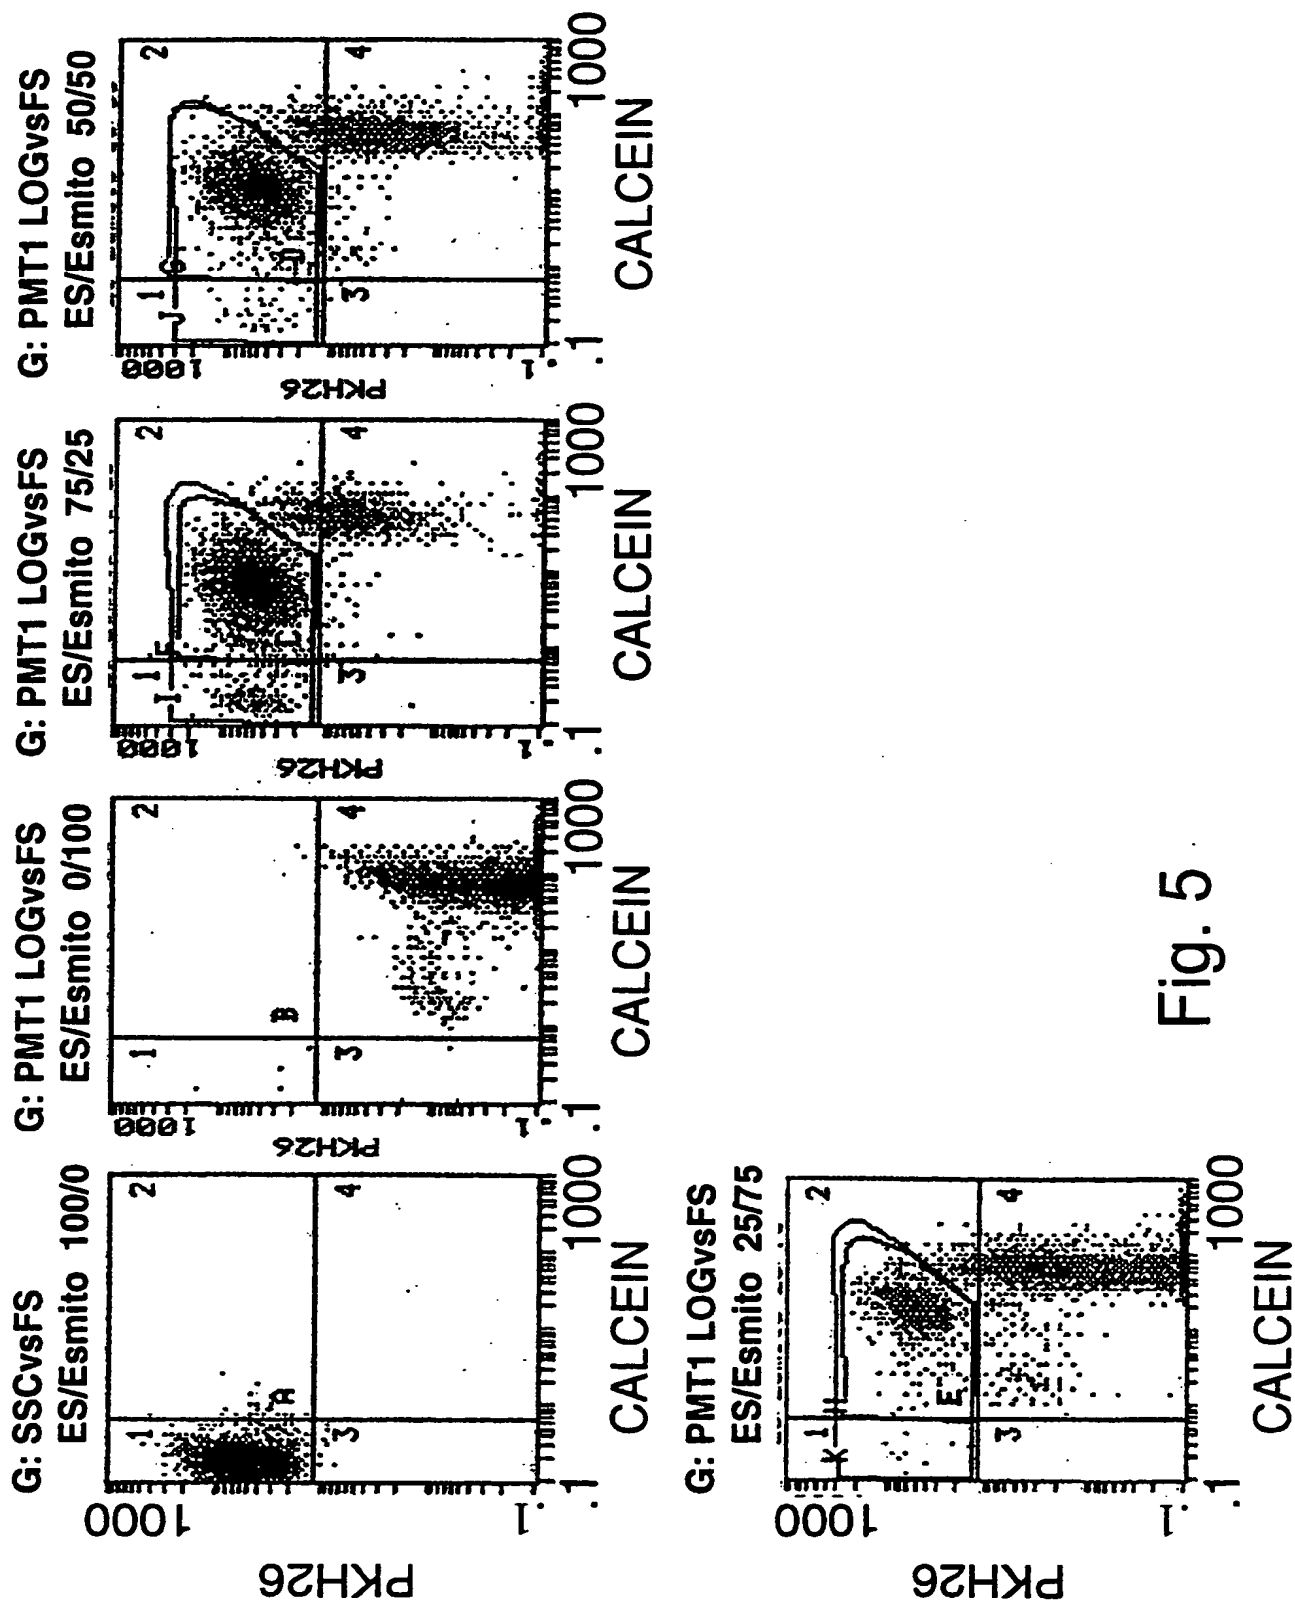 G: SSCvsFS
ES/Esmito 100/0
PKH26
1000
.1
1
2
A
3
4
.1
1000
CALCEIN
G: PMT1 LOGvsFS
ES/Esmito 0/100
PKH26
1000
.1
1
2
B
3
4
.1
1000
CALCEIN
G: PMT1 LOGvsFS
ES/Esmito 75/25
PKH26
1000
.1
1
2
I
F
C
3
4
.1
1000
CALCEIN
G: PMT1 LOGvsFS
ES/Esmito 50/50
PKH26
1000
.1
1
2
J
G
D
3
4
.1
1000
CALCEIN
G: PMT1 LOGvsFS
ES/Esmito 25/75
PKH26
1000
.1
1
2
K
H
E
3
4
.1
1000
CALCEIN
Fig. 5